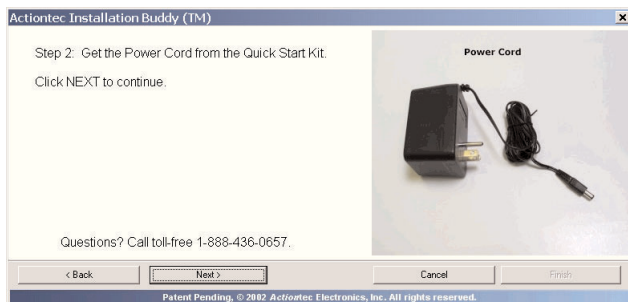 Actiontec Installation Buddy (TM)
Step 2: Get the Power Cord from the Quick Start Kit.
Power Cord
Click NEXT to continue.
Questions? Call toll-free 1-888-436-0657.
< Back
Next >
Cancel
Finish
Patent Pending, © 2002 Actiontec Electronics, Inc. All rights reserved.